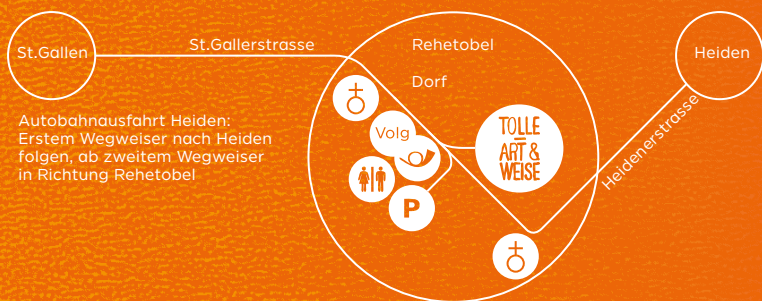 St.Gallen
St.Gallerstrasse
Rehetobel
Dorf
Heiden
Autobahnausfahrt Heiden:
Erstem Wegweiser nach Heiden
folgen, ab zweitem Wegweiser
in Richtung Rehetobel
Volg
TOLLE
ART &
WEISE
Heidenerstrasse
P